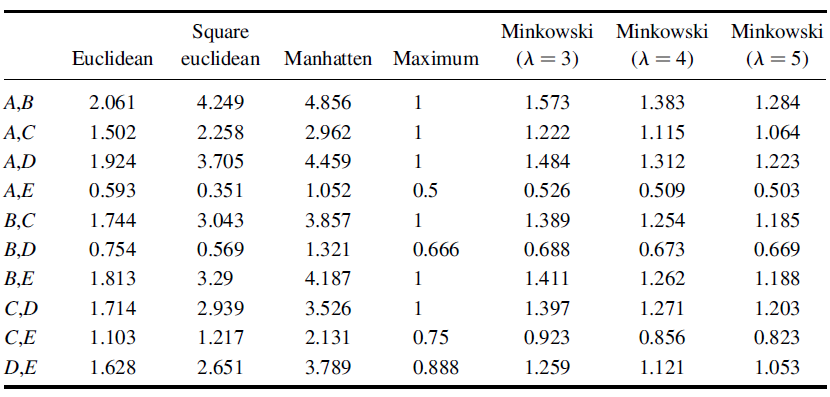 Square Minkowski Minkowski Minkowski
Euclidean euclidean Manhatten Maximum (λ = 3) (λ = 4) (λ = 5)
A,B 2.061 4.249 4.856 1 1.573 1.383 1.284
A,C 1.502 2.258 2.962 1 1.222 1.115 1.064
A,D 1.924 3.705 4.459 1 1.484 1.312 1.223
A,E 0.593 0.351 1.052 0.5 0.526 0.509 0.503
B,C 1.744 3.043 3.857 1 1.389 1.254 1.185
B,D 0.754 0.569 1.321 0.666 0.688 0.673 0.669
B,E 1.813 3.29 4.187 1 1.411 1.262 1.188
C,D 1.714 2.939 3.526 1 1.397 1.271 1.203
C,E 1.103 1.217 2.131 0.75 0.923 0.856 0.823
D,E 1.628 2.651 3.789 0.888 1.259 1.121 1.053